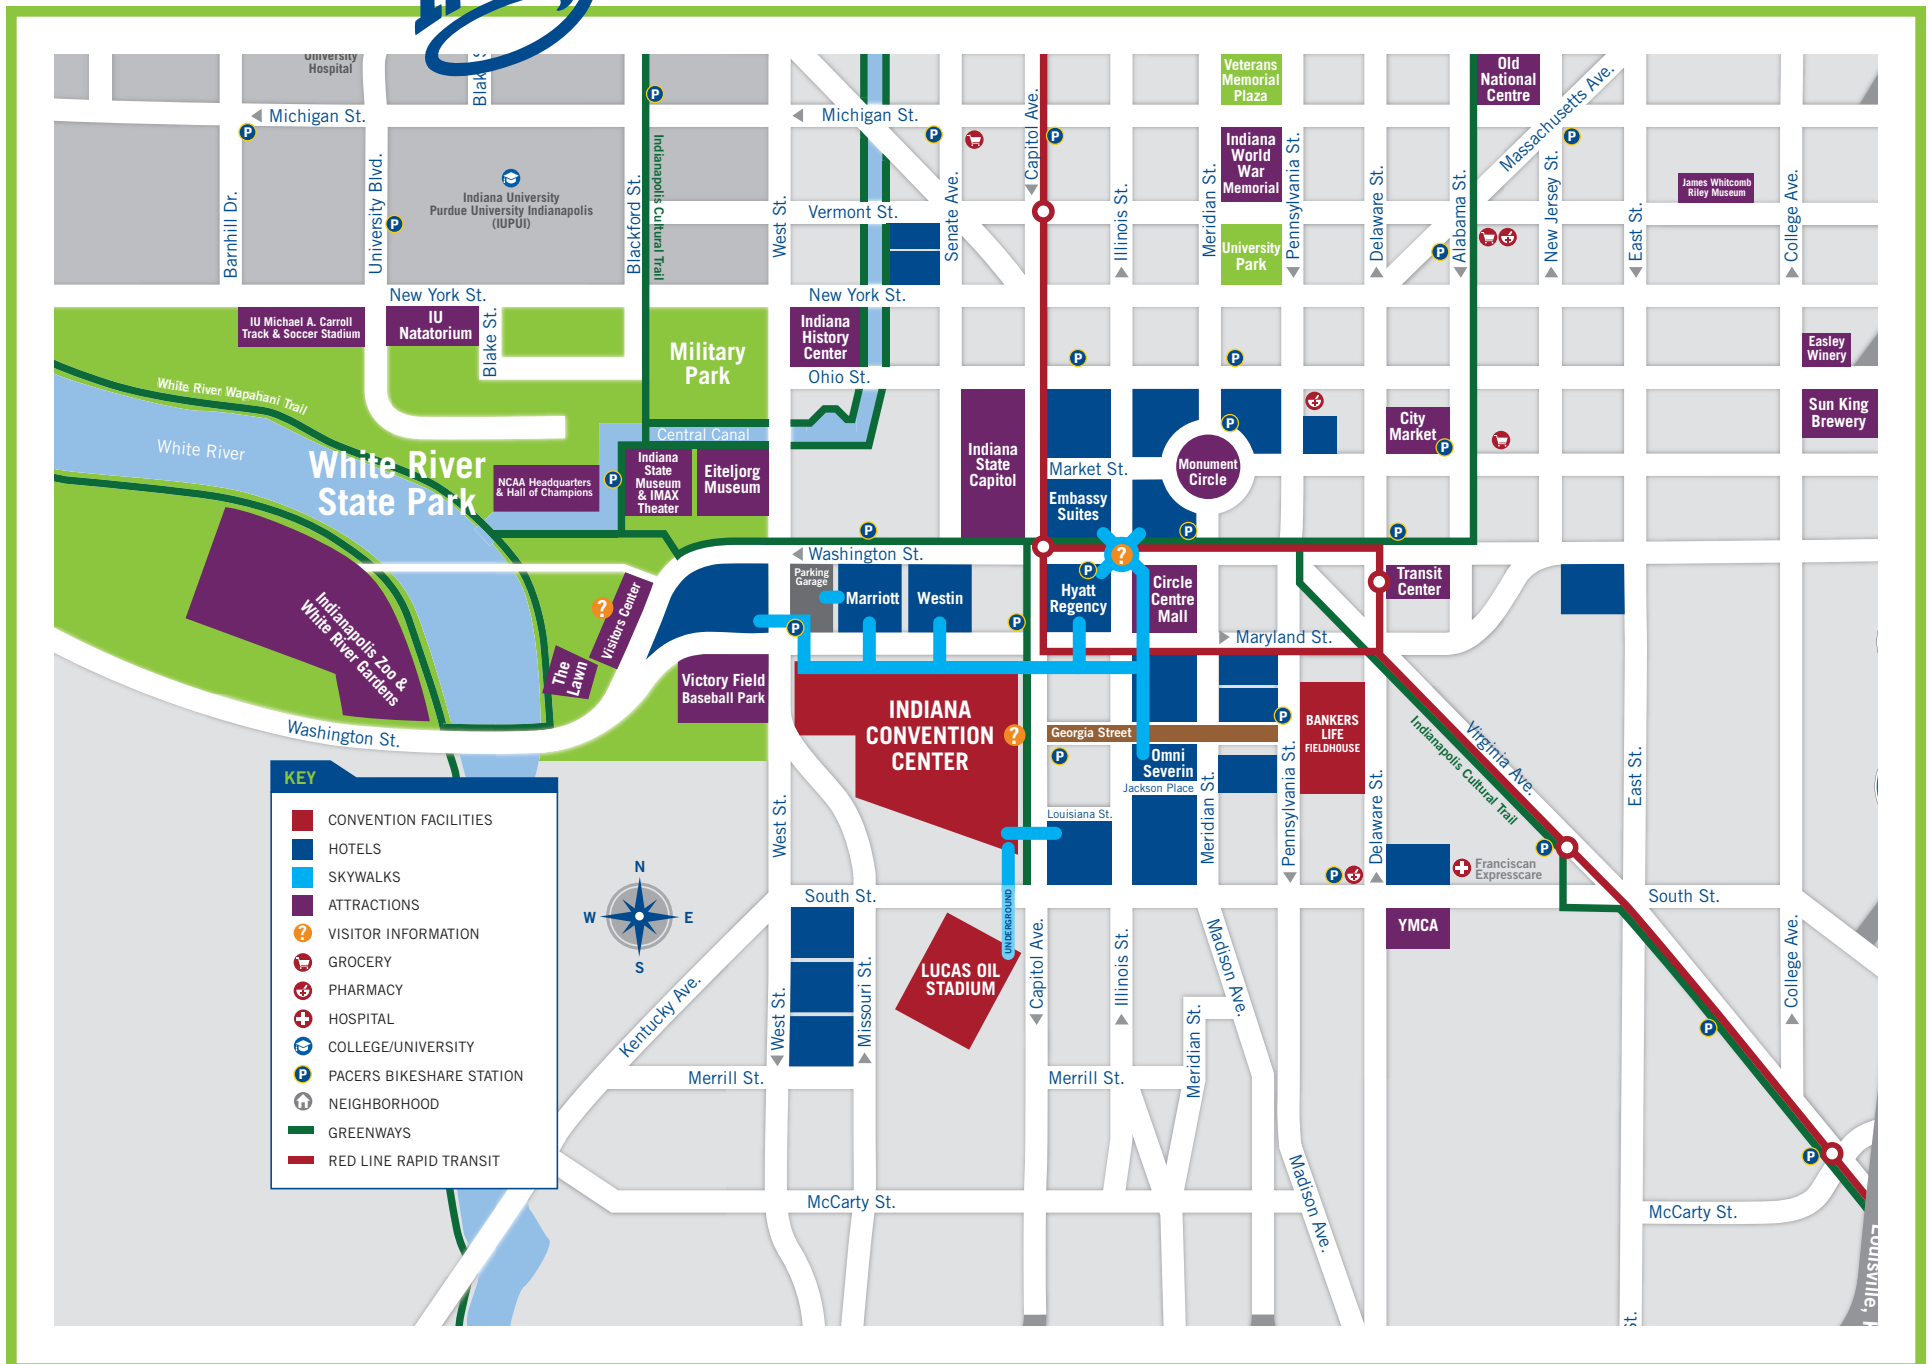 University
Hospital
Blake S
Veterans
Memorial
Plaza
Old
National
Centre
Massachusetts Ave.
Michigan St.
Michigan St.
Capitol Ave.
P
Indiana
World
War
Memorial
Indiana University
Purdue University Indianapolis
(IUPUI)
James Whitcomb
Riley Museum
Barnhill Dr.
University Blvd.
Blackford St.
Indianapolis Cultural Trail
West St.
Vermont St.
Senate Ave.
Illinois St.
Meridian St.
Pennsylvania St.
Delaware St.
Alabama St.
New Jersey St.
East St.
College Ave.
University
Park
New York St.
New York St.
IU Michael A. Carroll
Track & Soccer Stadium
IU
Natatorium
Blake St.
Military
Park
Indiana
History
Center
Ohio St.
Easley
Winery
Sun King
Brewery
White River Wapahani Trail
White River
Central Canal
White River
State Park
NCAA Headquarters
& Hall of Champions
Indiana
State
Museum
& IMAX
Theater
Eiteljorg
Museum
Indiana
State
Capitol
Market St.
Monument
Circle
City
Market
Embassy
Suites
Washington St.
?
Parking
Garage
Marriott
Westin
Hyatt
Regency
Circle
Centre
Mall
Transit
Center
Indianapolis Zoo &
White River Gardens
?
Visitors Center
The
Lawn
Maryland St.
Victory Field
Baseball Park
INDIANA
CONVENTION
CENTER
?
Georgia Street
BANKERS
LIFE
FIELDHOUSE
Virginia Ave.
Indianapolis Cultural Trail
Washington St.
Omni
Severin
Jackson Place
Louisiana St.
West St.
Meridian St.
Pennsylvania St.
Delaware St.
East St.
Franciscan
Expresscare
South St.
UNDERGROUND
South St.
YMCA
LUCAS OIL
STADIUM
Kentucky Ave.
West St.
Missouri St.
Capitol Ave.
Illinois St.
Meridian St.
Madison Ave.
College Ave.
Merrill St.
Merrill St.
McCarty St.
Madison Ave.
McCarty St.
St.
Louisville,
N
W
E
S
KEY
CONVENTION FACILITIES
HOTELS
SKYWALKS
ATTRACTIONS
? VISITOR INFORMATION
GROCERY
PHARMACY
HOSPITAL
COLLEGE/UNIVERSITY
P PACERS BIKESHARE STATION
NEIGHBORHOOD
GREENWAYS
RED LINE RAPID TRANSIT